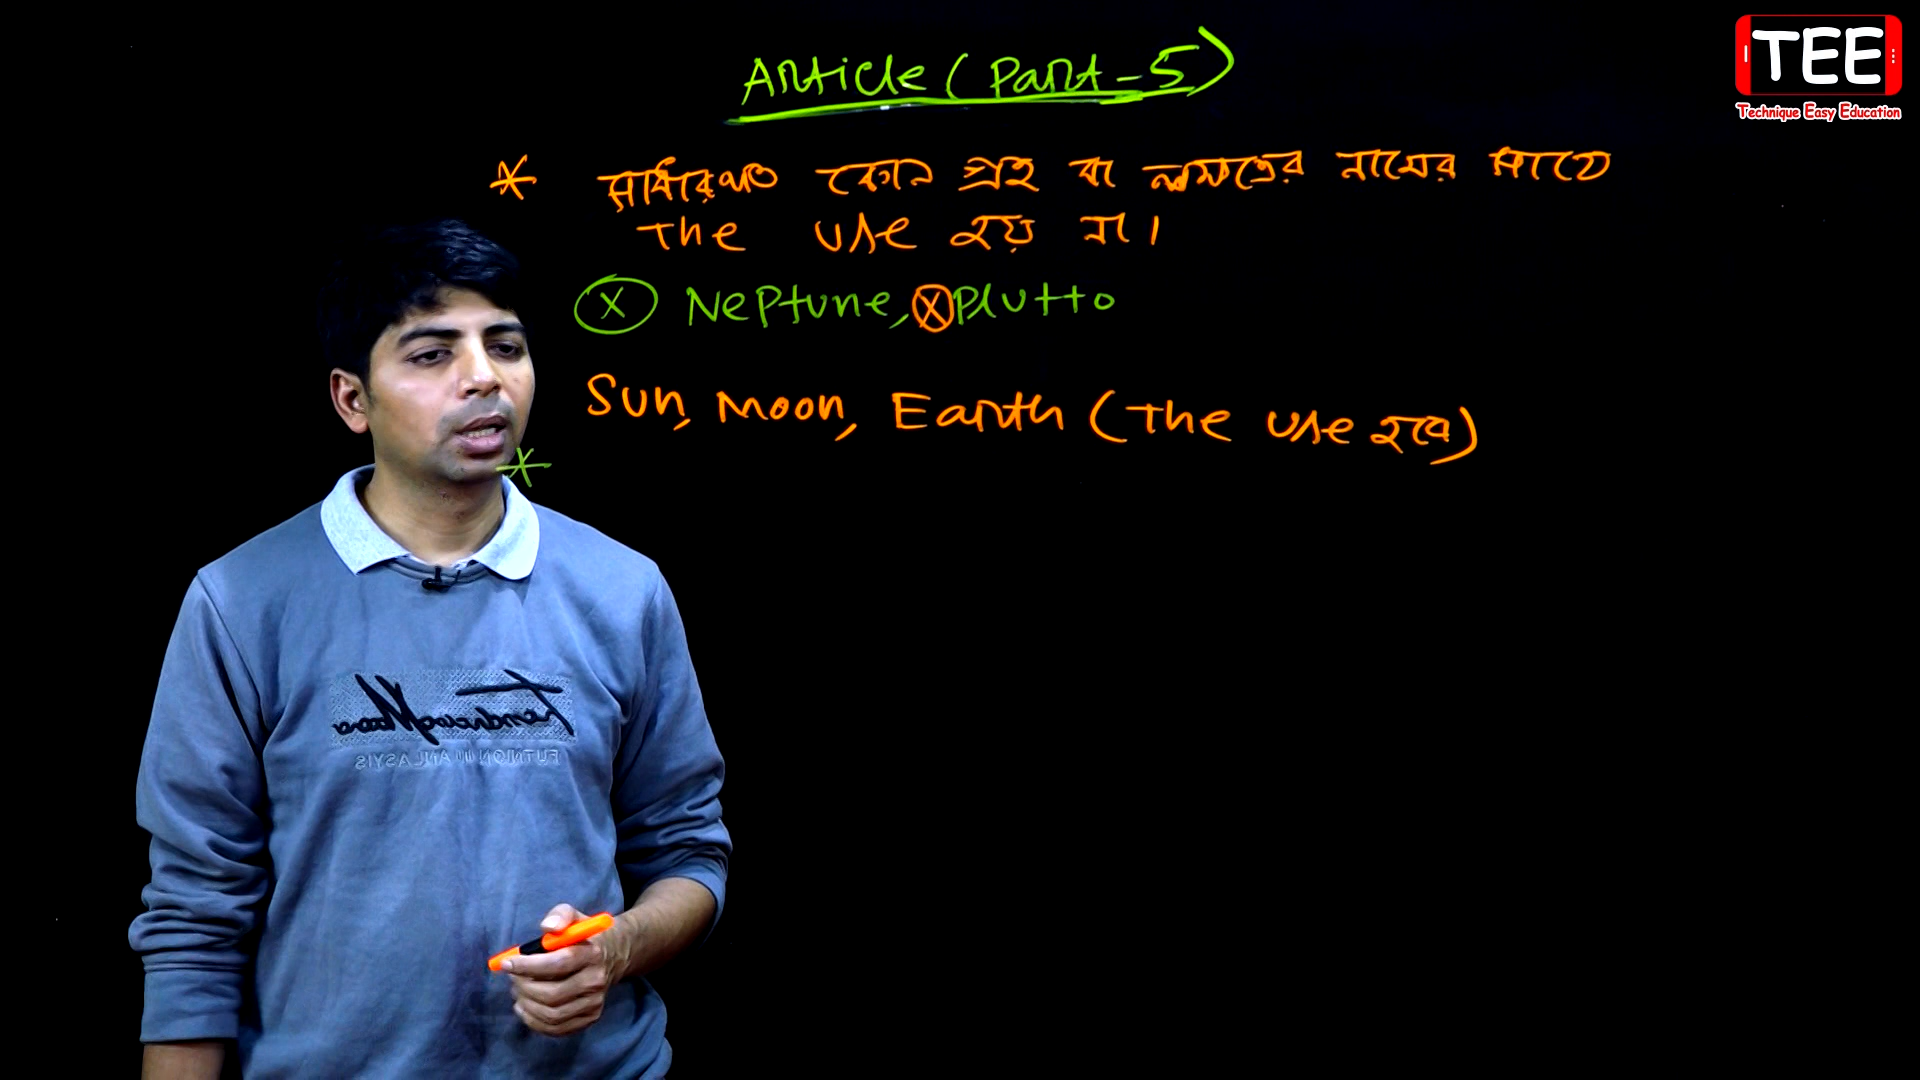 Article (Part-5)
TEE
Technique Easy Education
* সাধারণত কোন গ্রহ বা নক্ষত্রের নামের সাথে
The use হয় না।
(X) Neptune, (X) Plutto
Sun, Moon, Earth (The use হবে)
*